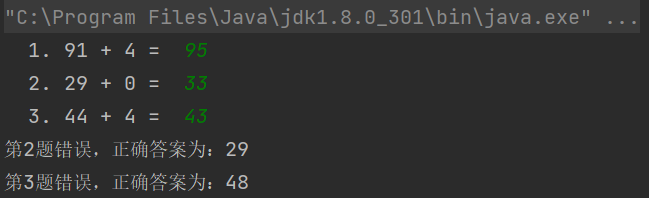 "C:\Program Files\Java\jdk1.8.0_301\bin\java.exe" ...
1. 91 + 4 = 95
2. 29 + 0 = 33
3. 44 + 4 = 43
第2题错误，正确答案为：29
第3题错误，正确答案为：48